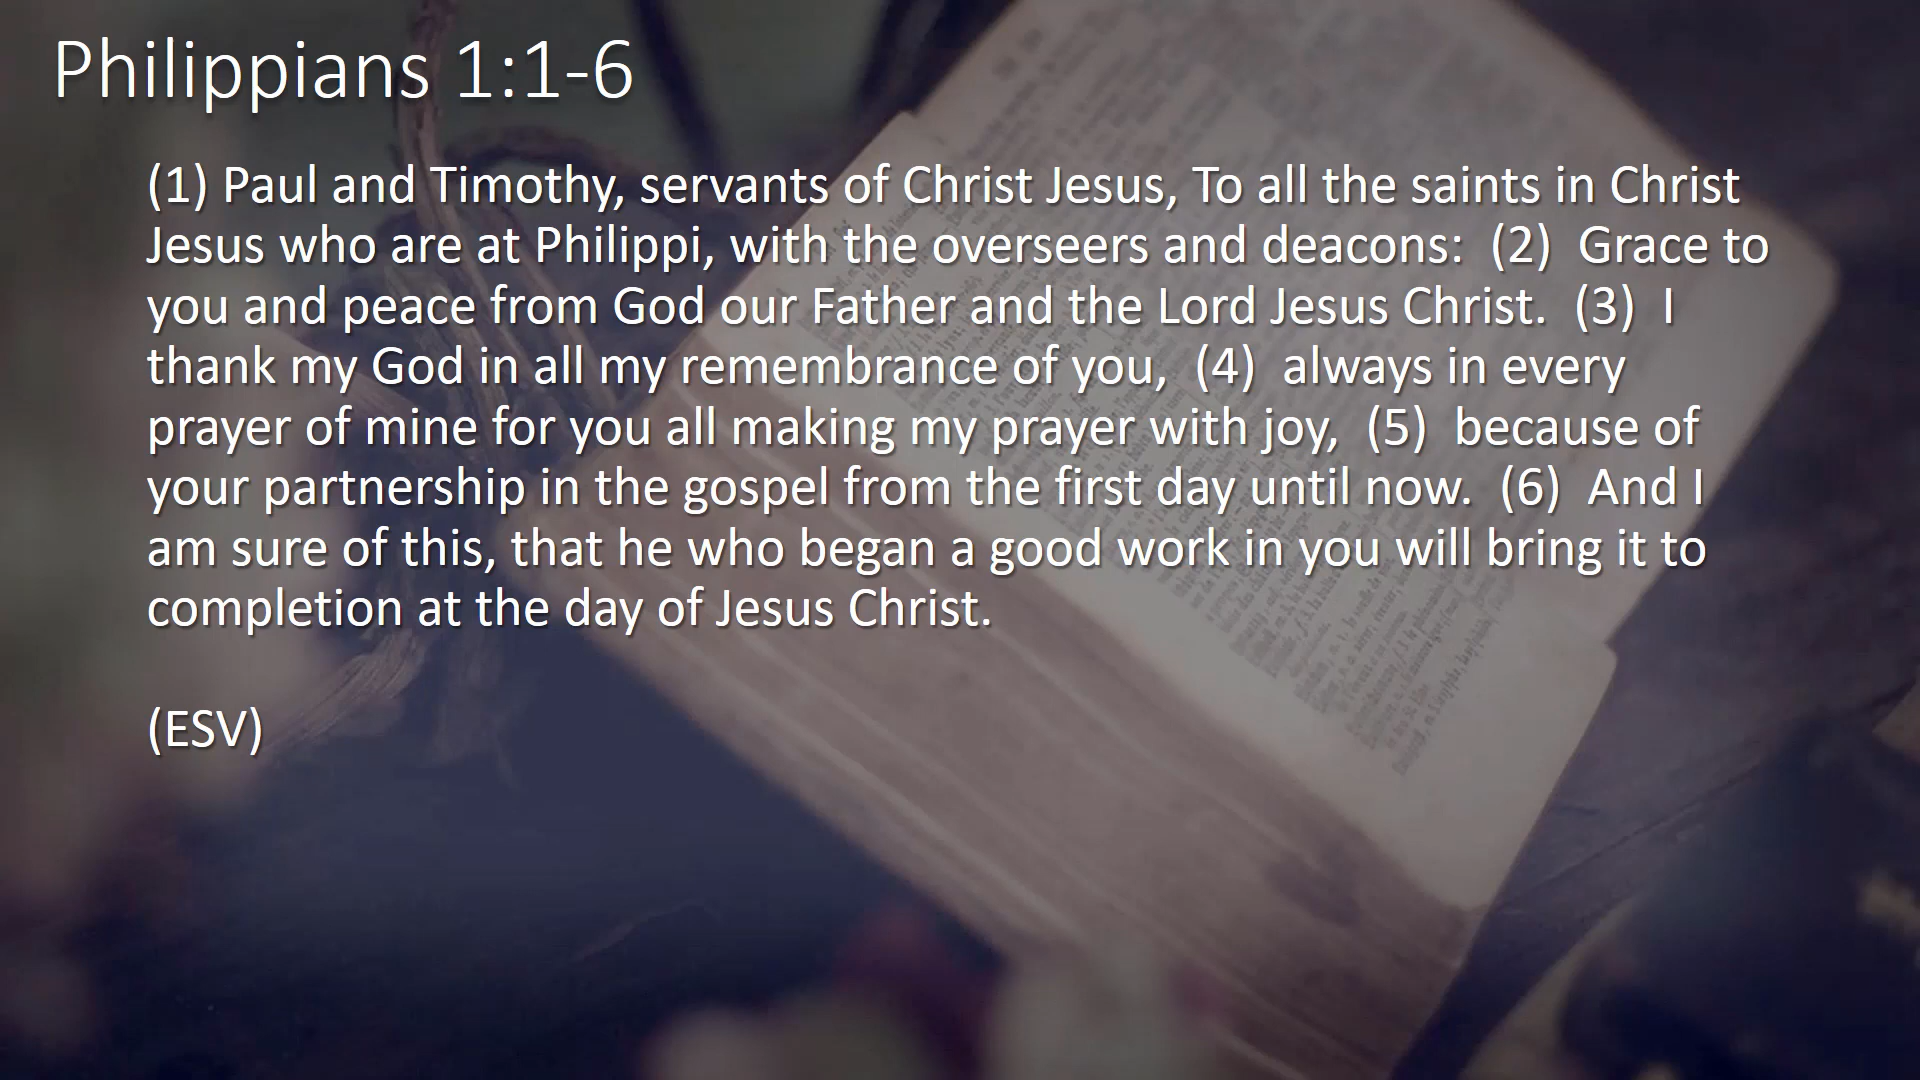 Philippians 1:1-6
(1) Paul and Timothy, servants of Christ Jesus, To all the saints in Christ
Jesus who are at Philippi, with the overseers and deacons:  (2)  Grace to
you and peace from God our Father and the Lord Jesus Christ.  (3)  I
thank my God in all my remembrance of you,  (4)  always in every
prayer of mine for you all making my prayer with joy,  (5)  because of
your partnership in the gospel from the first day until now.  (6)  And I
am sure of this, that he who began a good work in you will bring it to
completion at the day of Jesus Christ.
(ESV)